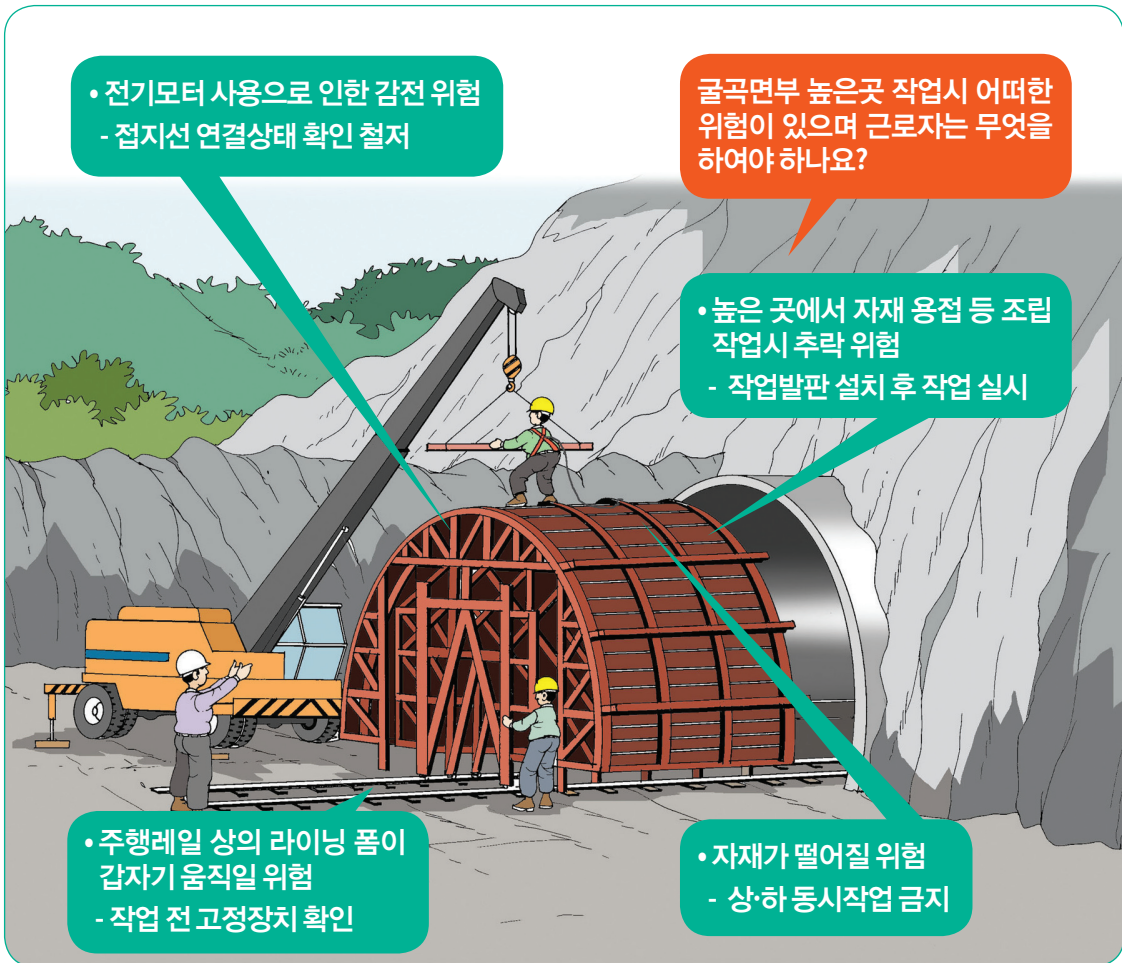 • 전기모터 사용으로 인한 감전 위험
- 접지선 연결상태 확인 철저
굴곡면부 높은곳 작업시 어떠한
위험이 있으며 근로자는 무엇을
하여야 하나요?
• 높은 곳에서 자재 용접 등 조립
작업시 추락 위험
- 작업발판 설치 후 작업 실시
• 주행레일 상의 라이닝 폼이
갑자기 움직일 위험
- 작업 전 고정장치 확인
• 자재가 떨어질 위험
- 상·하 동시작업 금지